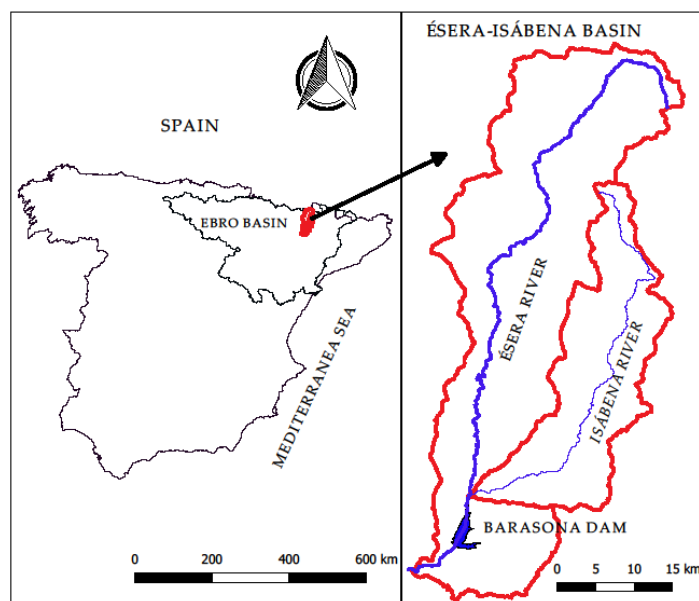 SPAIN
EBRO BASIN
MEDITERRANEA SEA
0 200 400 600 km
ÉSERA-ISÁBENA BASIN
ÉSERA RIVER
ISÁBENA RIVER
BARASONA DAM
0 5 10 15 km